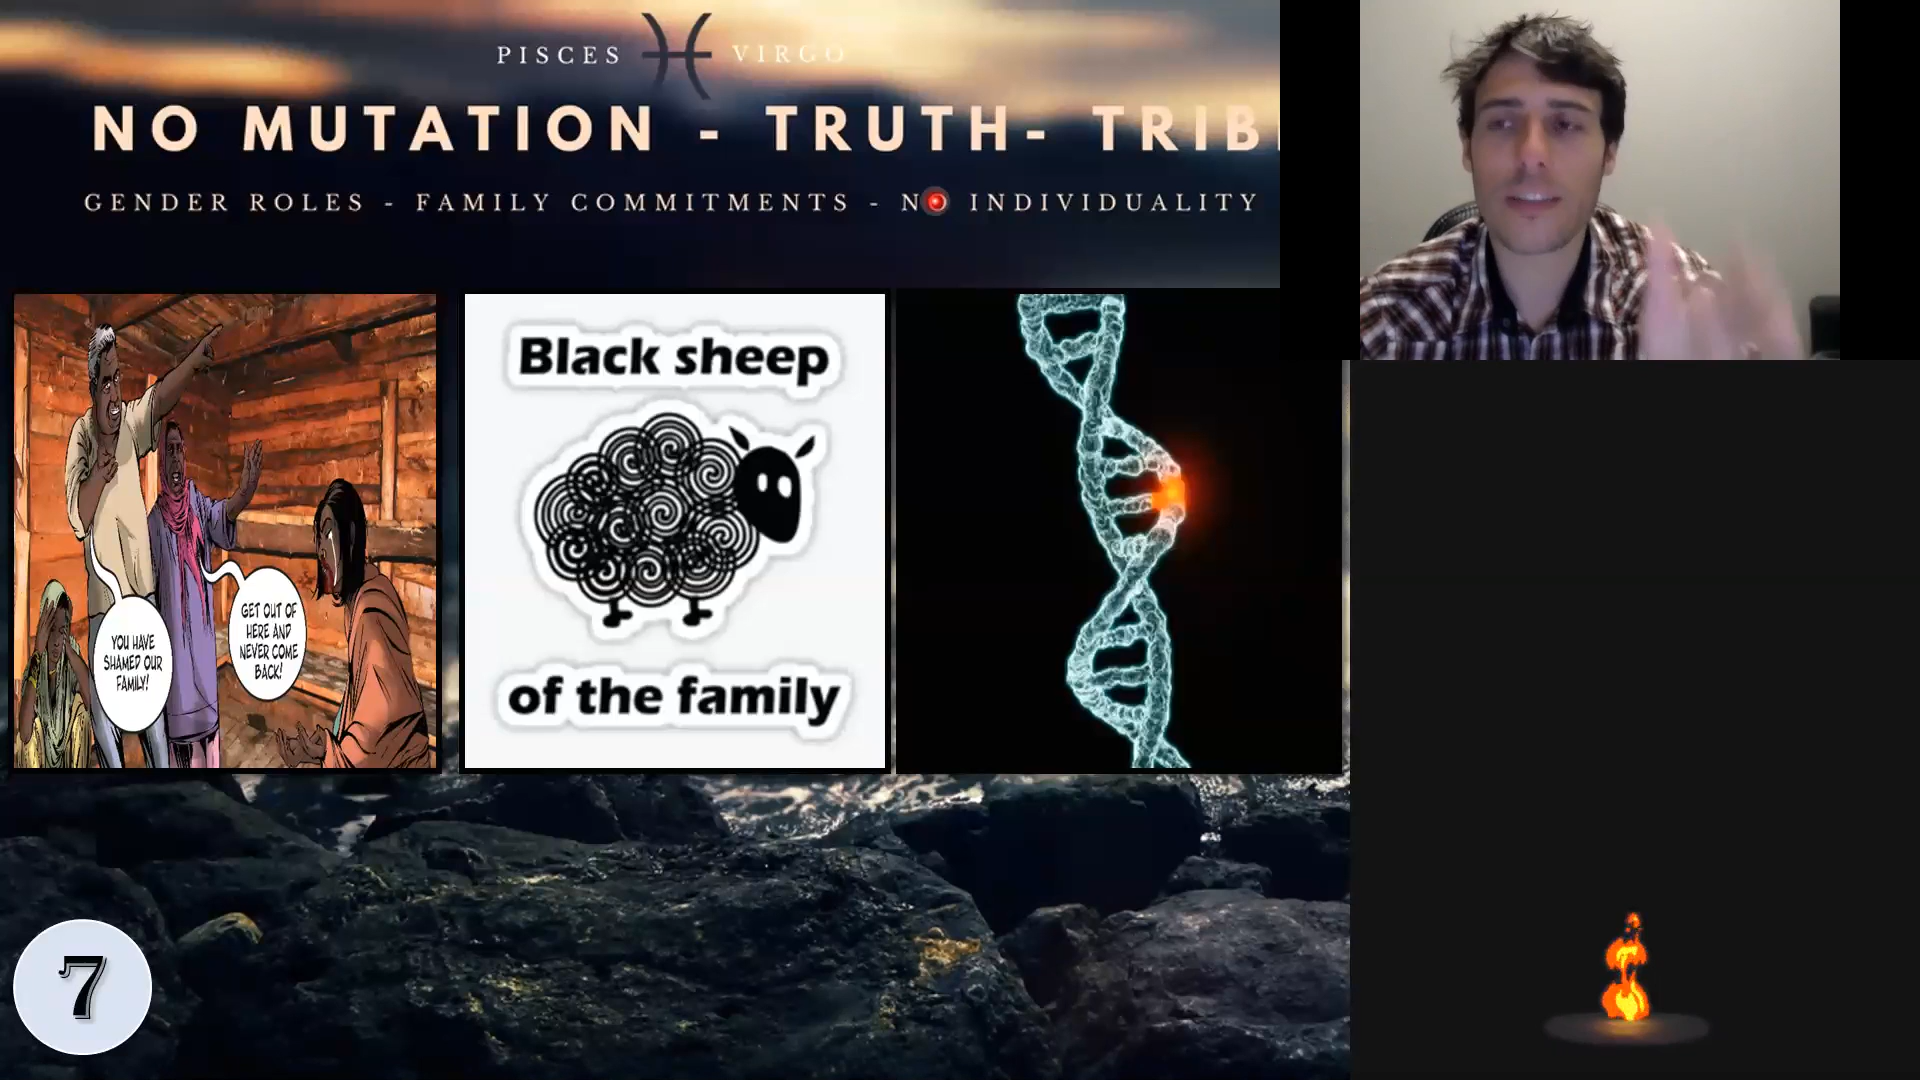 PISCES VIRGO
NO MUTATION - TRUTH- TRIB
GENDER ROLES - FAMILY COMMITMENTS - NO INDIVIDUALITY
YOU HAVE
SHAMED OUR
FAMILY!
GET OUT OF
HERE AND
NEVER COME
BACK!
Black sheep
of the family
7